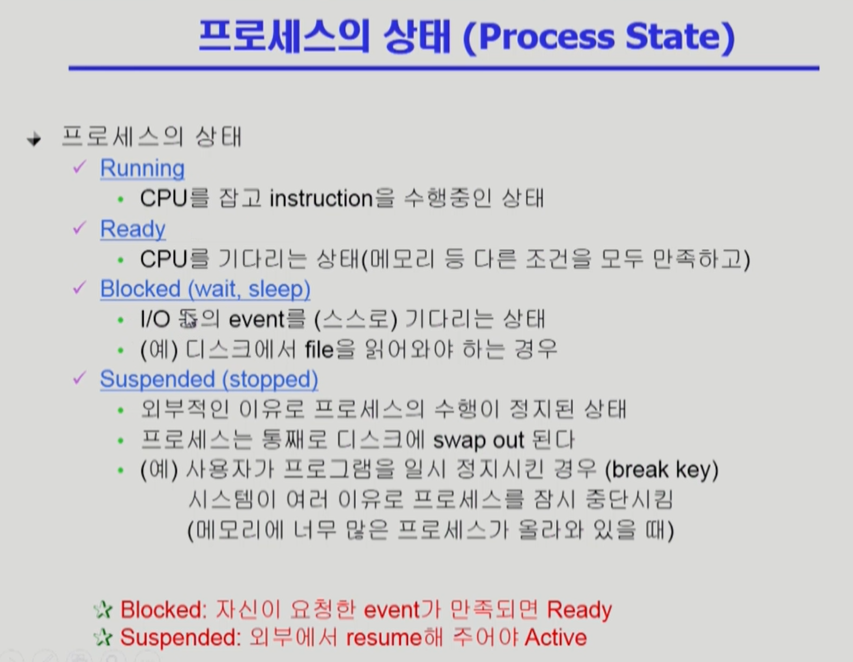 프로세스의 상태 (Process State)
프로세스의 상태
Running
CPU를 잡고 instruction을 수행중인 상태
Ready
CPU를 기다리는 상태(메모리 등 다른 조건을 모두 만족하고)
Blocked (wait, sleep)
I/O 등의 event를 (스스로) 기다리는 상태
(예) 디스크에서 file을 읽어와야 하는 경우
Suspended (stopped)
외부적인 이유로 프로세스의 수행이 정지된 상태
프로세스는 통째로 디스크에 swap out 된다
(예) 사용자가 프로그램을 일시 정지시킨 경우 (break key)
시스템이 여러 이유로 프로세스를 잠시 중단시킴
(메모리에 너무 많은 프로세스가 올라와 있을 때)
Blocked: 자신이 요청한 event가 만족되면 Ready
Suspended: 외부에서 resume해 주어야 Active